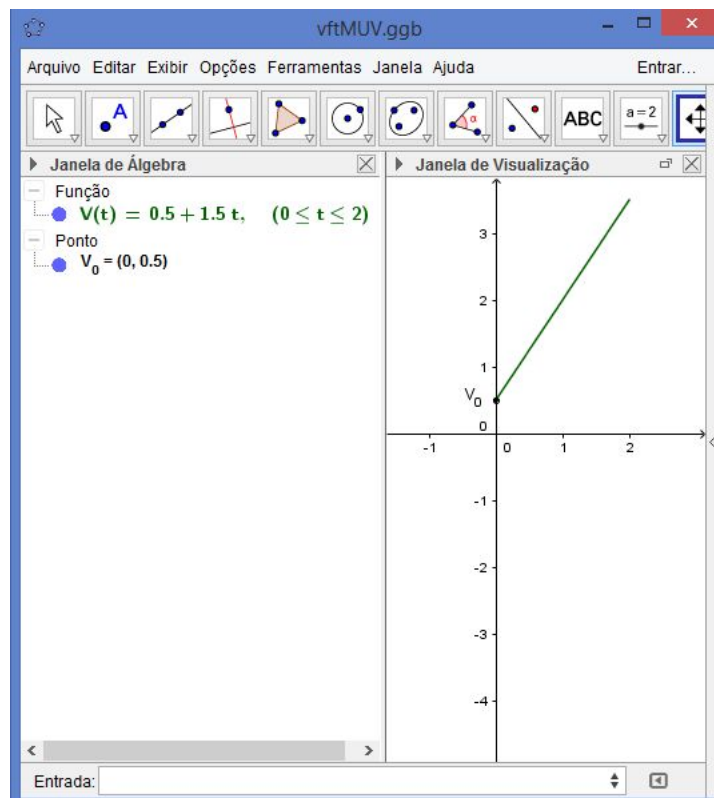 vftMUV.ggb
Arquivo Editar Exibir Opções Ferramentas Janela Ajuda Entrar...
A α ABC a=2
Janela de Álgebra
Função
V(t) = 0.5 + 1.5 t, (0 ≤ t ≤ 2)
Ponto
V₀ = (0, 0.5)
Janela de Visualização
3
2
1
V₀
0
-1 0 1 2
-1
-2
-3
-4
Entrada: